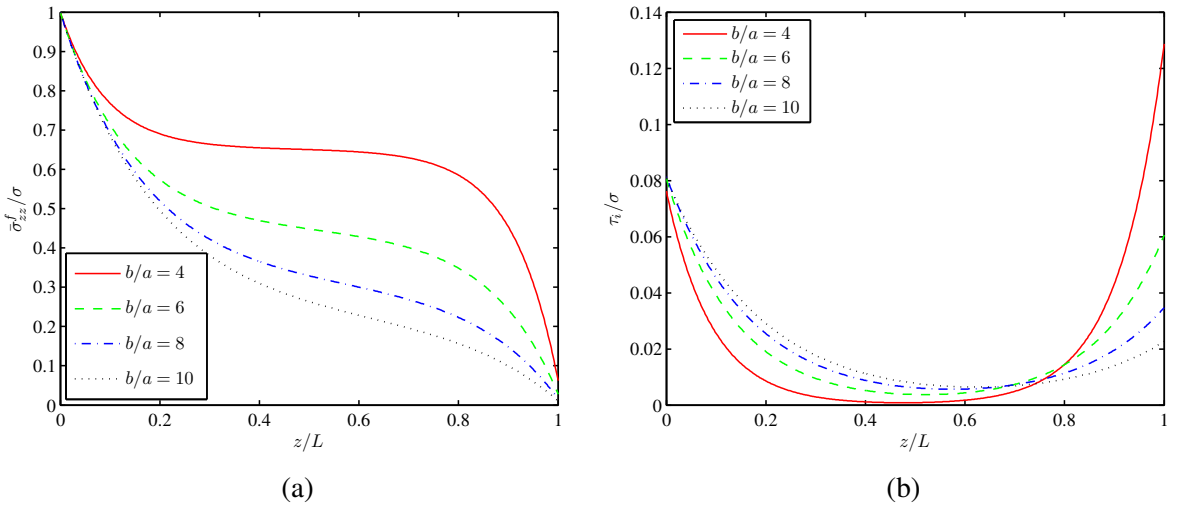 1
0.9
0.8
0.7
0.6
0.5
0.4
0.3
0.2
0.1
0
0 0.2 0.4 0.6 0.8 1
z/L
σ̄ᶠ_zz/σ
b/a = 4
b/a = 6
b/a = 8
b/a = 10
(a)
0.14
0.12
0.1
0.08
0.06
0.04
0.02
0
0 0.2 0.4 0.6 0.8 1
z/L
τ_i/σ
b/a = 4
b/a = 6
b/a = 8
b/a = 10
(b)